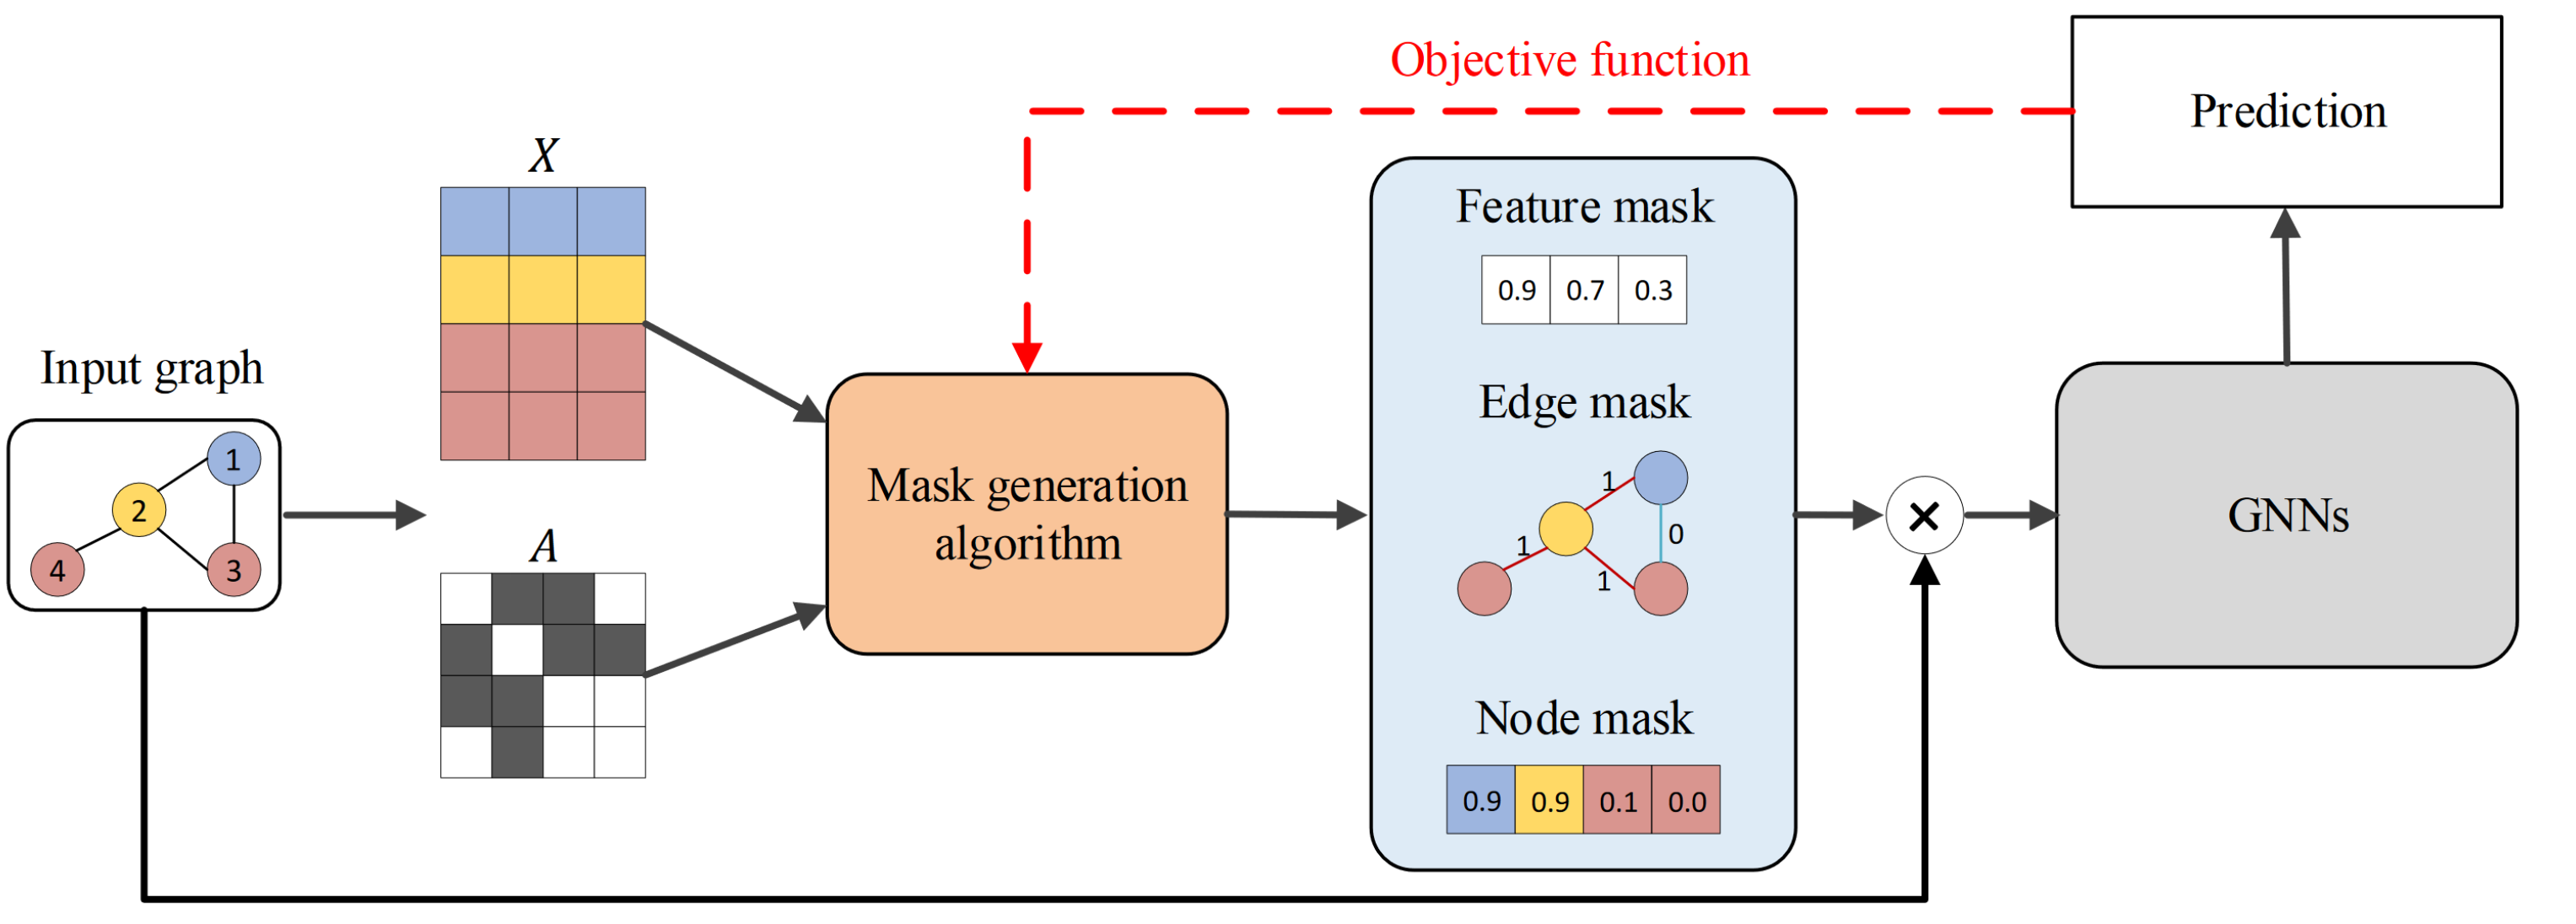 Input graph
1
2
4
3
X
A
Mask generation
algorithm
Objective function
Feature mask
0.9 0.7 0.3
Edge mask
1
0
1
1
Node mask
0.9 0.9 0.1 0.0
×
GNNs
Prediction